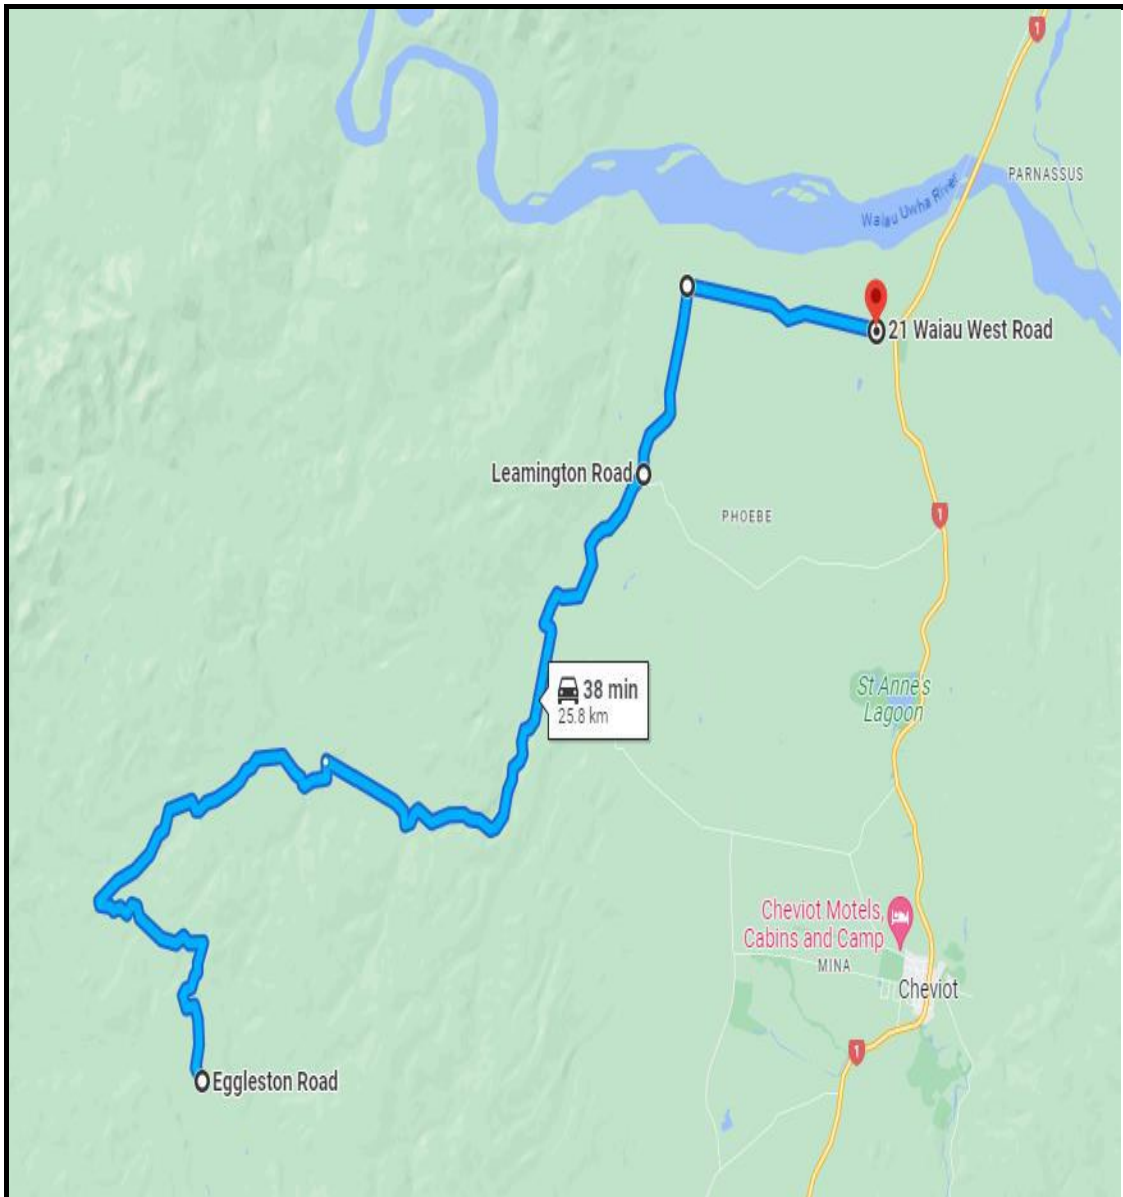 1
PARNASSUS
Waiau Uwha River
21 Waiau West Road
Leamington Road
PHOEBE
1
38 min
25.8 km
St Anne's
Lagoon
Cheviot Motels,
Cabins and Camp
MINA
Cheviot
1
Eggleston Road